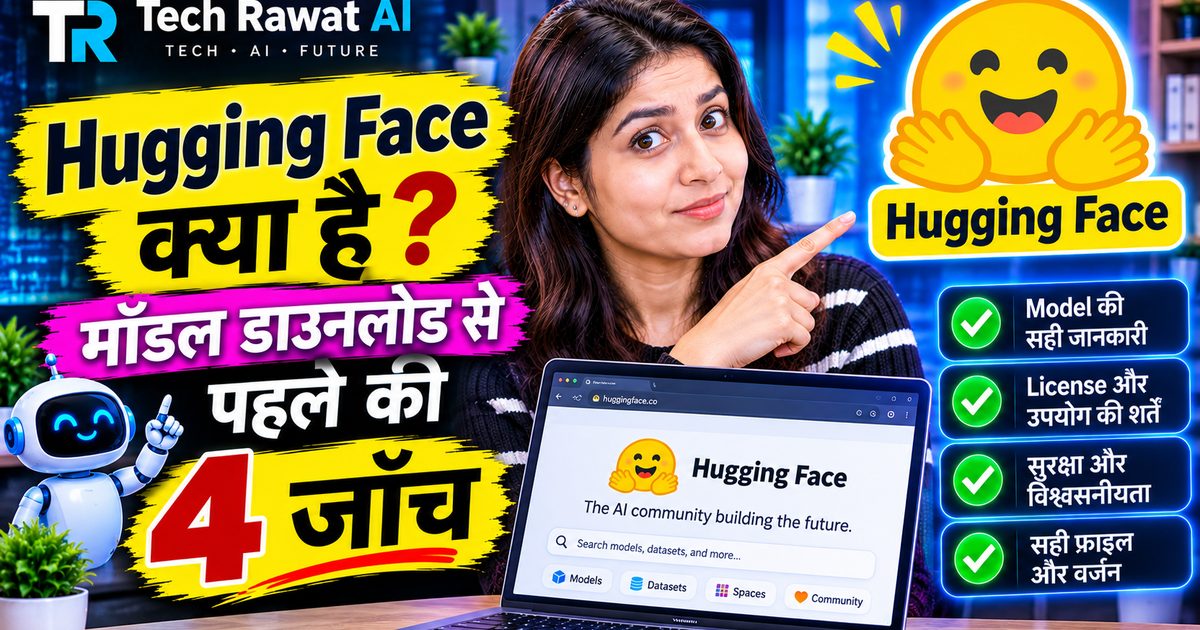 TR Tech Rawat AI
TECH • AI • FUTURE
Hugging Face
क्या है ?
मॉडल डाउनलोड से
पहले की
4 जॉच
Hugging Face
Model की
सही जानकारी
License और
उपयोग की शर्तें
सुरक्षा और
विश्वसनीयता
सही फ़ाइल
और वर्जन
huggingface.co
Hugging Face
The AI community building the future.
Search models, datasets, and more...
Models
Datasets
Spaces
Community